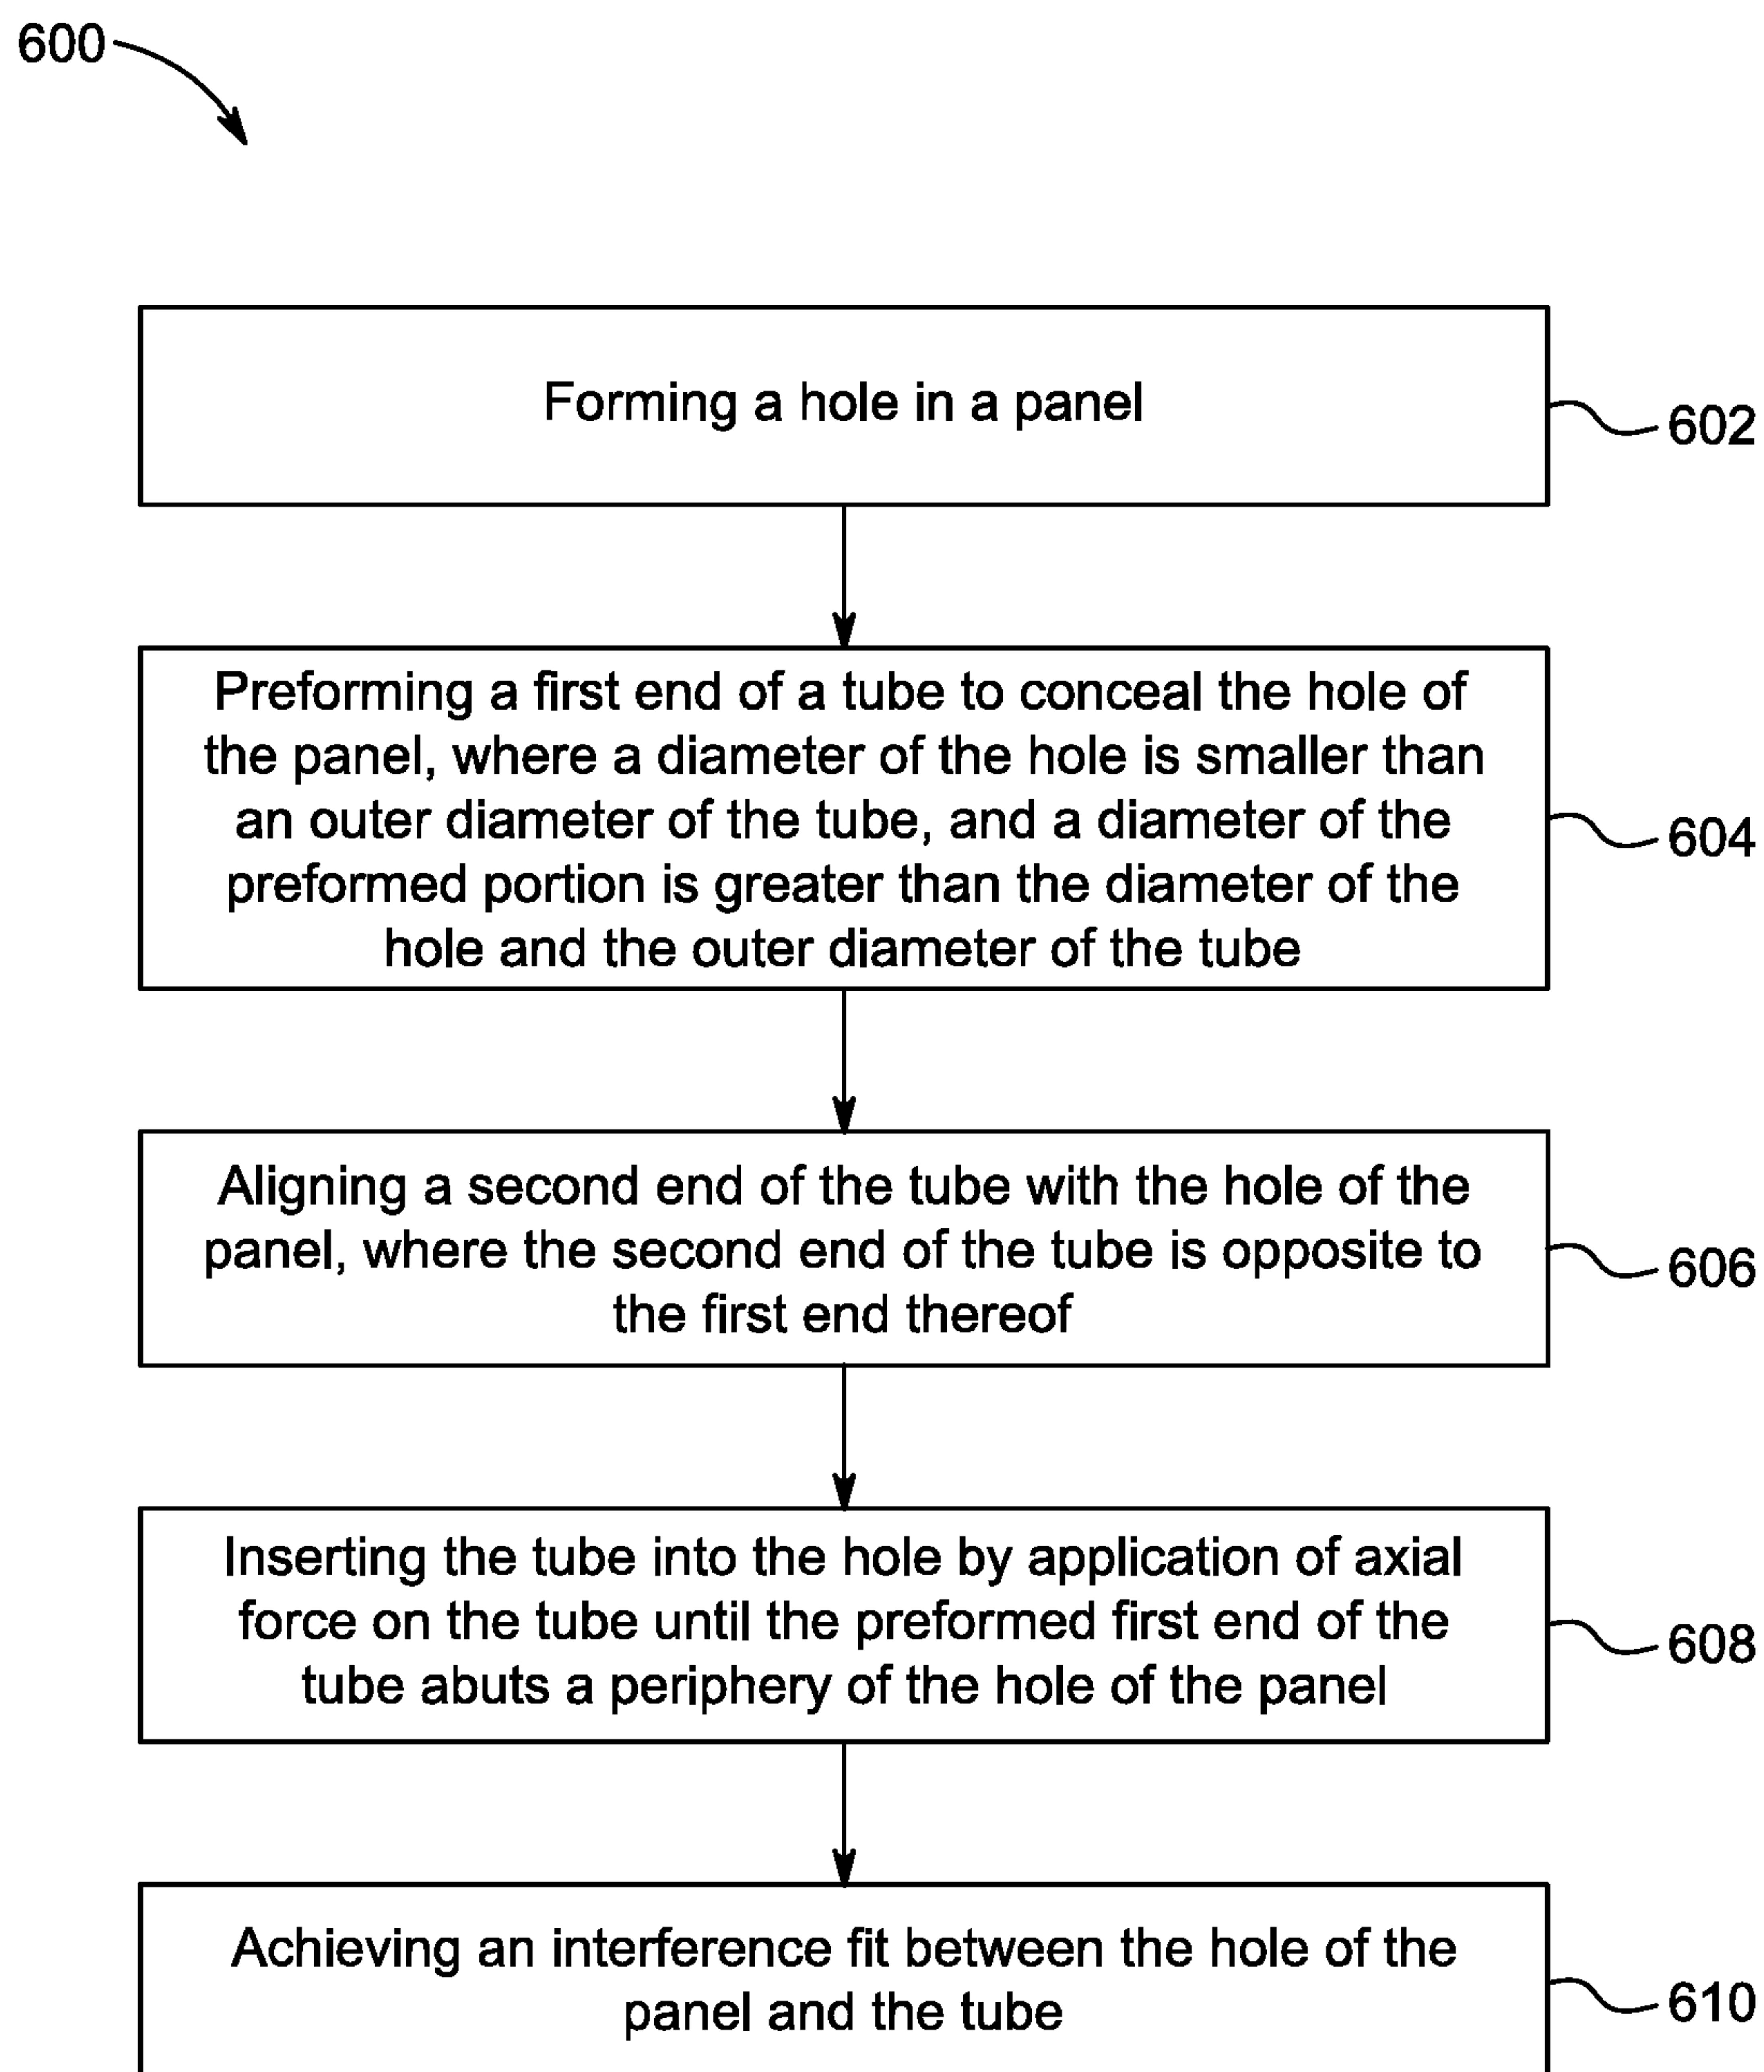 600
Forming a hole in a panel
602
Preforming a first end of a tube to conceal the hole of
the panel, where a diameter of the hole is smaller than
an outer diameter of the tube, and a diameter of the
preformed portion is greater than the diameter of the
hole and the outer diameter of the tube
604
Aligning a second end of the tube with the hole of the
panel, where the second end of the tube is opposite to
the first end thereof
606
Inserting the tube into the hole by application of axial
force on the tube until the preformed first end of the
tube abuts a periphery of the hole of the panel
608
Achieving an interference fit between the hole of the
panel and the tube
610